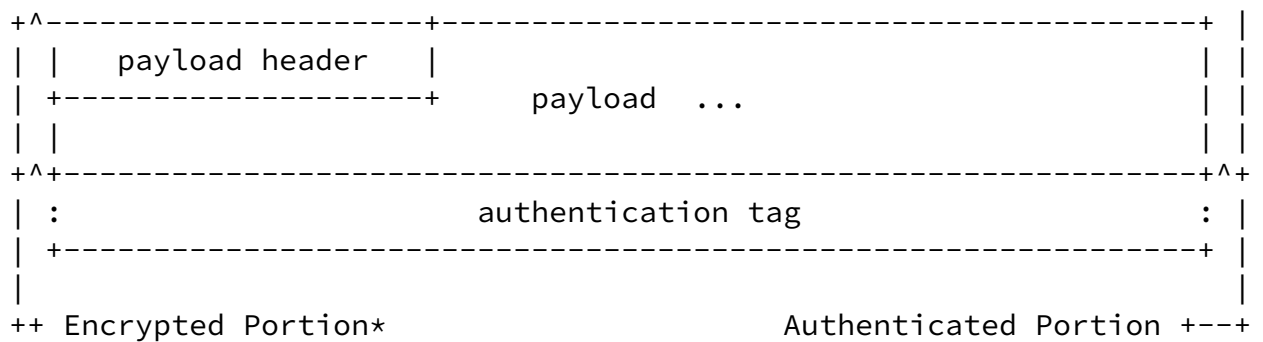 +^---------------------+------------------------------------------+ |
| |   payload header   |                                          | |
| +--------------------+     payload  ...                         | |
| |                                                               | |
+^+---------------------------------------------------------------+^+
| :                       authentication tag                      : |
| +---------------------------------------------------------------+ |
|                                                                   |
++ Encrypted Portion*                      Authenticated Portion +--+